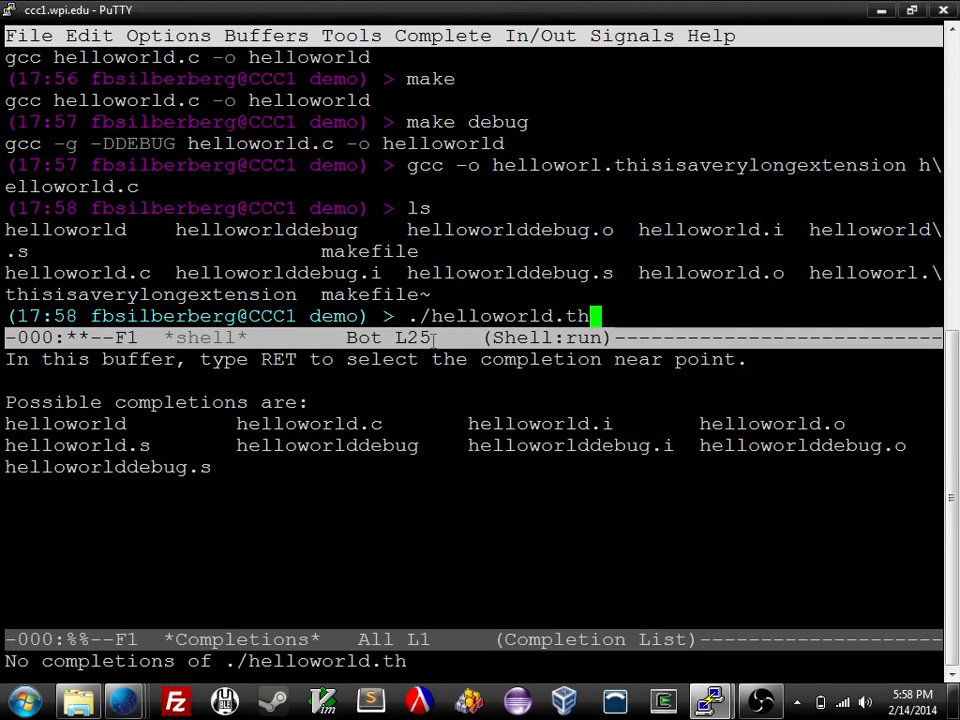 ccc1.wpi.edu - PuTTY
File Edit Options Buffers Tools Complete In/Out Signals Help
gcc helloworld.c -o helloworld
(17:56 fbsilberberg@CCC1 demo) > make
gcc helloworld.c -o helloworld
(17:57 fbsilberberg@CCC1 demo) > make debug
gcc -g -DDEBUG helloworld.c -o helloworld
(17:57 fbsilberberg@CCC1 demo) > gcc -o helloworl.thisisaverylongextension h\
elloworld.c
(17:58 fbsilberberg@CCC1 demo) > ls
helloworld    helloworlddebug    helloworlddebug.o  helloworld.i  helloworld\
.s                        makefile
helloworld.c  helloworlddebug.i  helloworlddebug.s  helloworld.o  helloworl.\
thisisaverylongextension  makefile~
(17:58 fbsilberberg@CCC1 demo) > ./helloworld.th
-000:**--F1  *shell*        Bot L25     (Shell:run)---------------------------
In this buffer, type RET to select the completion near point.
Possible completions are:
helloworld         helloworld.c       helloworld.i       helloworld.o
helloworld.s       helloworlddebug    helloworlddebug.i  helloworlddebug.o
helloworlddebug.s
-000:%%--F1  *Completions*   All L1     (Completion List)--------------------
No completions of ./helloworld.th
5:58 PM
2/14/2014